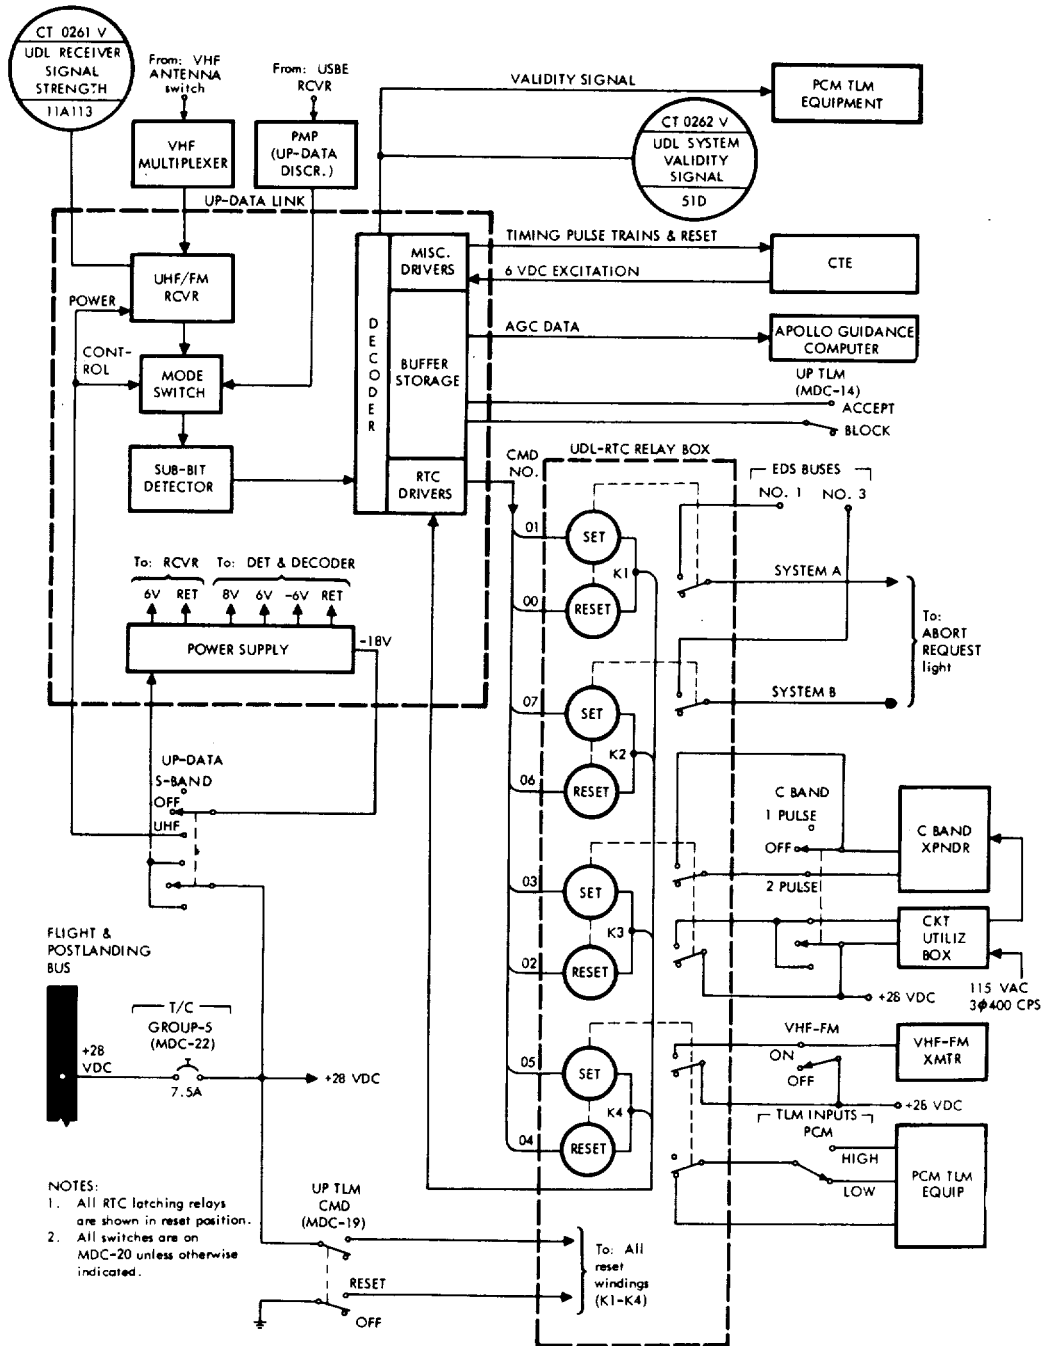 CT 0261 V
UDL RECEIVER
SIGNAL
STRENGTH
11A113
From: VHF
ANTENNA
switch
From: USBE
RCVR
VHF
MULTIPLEXER
PMP
(UP-DATA
DISCR.)
VALIDITY SIGNAL
PCM TLM
EQUIPMENT
CT 0262 V
UDL SYSTEM
VALIDITY
SIGNAL
51D
UP-DATA LINK
UHF/FM
RCVR
POWER
CONT-
ROL
MODE
SWITCH
SUB-BIT
DETECTOR
DECODER
MISC.
DRIVERS
BUFFER
STORAGE
RTC
DRIVERS
TIMING PULSE TRAINS & RESET
6 VDC EXCITATION
CTE
AGC DATA
APOLLO GUIDANCE
COMPUTER
UP TLM
(MDC-14)
ACCEPT
BLOCK
CMD
NO.
UDL-RTC RELAY BOX
EDS BUSES
NO. 1 NO. 3
To: RCVR
To: DET & DECODER
6V RET 8V 6V -6V RET
POWER SUPPLY
-18V
01
SET
K1
00
RESET
SYSTEM A
To:
ABORT
REQUEST
light
SYSTEM B
07
SET
K2
06
RESET
UP-DATA
S-BAND
OFF
UHF
C BAND
1 PULSE
OFF
2 PULSE
C BAND
XPNDR
03
SET
K3
02
RESET
CKT
UTILIZ
BOX
+28 VDC
115 VAC
3φ400 CPS
FLIGHT &
POSTLANDING
BUS
+28
VDC
T/C
GROUP-5
(MDC-22)
7.5A
+28 VDC
05
SET
K4
04
RESET
VHF-FM
ON
OFF
VHF-FM
XMTR
+28 VDC
TLM INPUTS
PCM
HIGH
LOW
PCM TLM
EQUIP
NOTES:
1. All RTC latching relays
are shown in reset position.
2. All switches are on
MDC-20 unless otherwise
indicated.
UP TLM
CMD
(MDC-19)
RESET
OFF
To: All
reset
windings
(K1-K4)